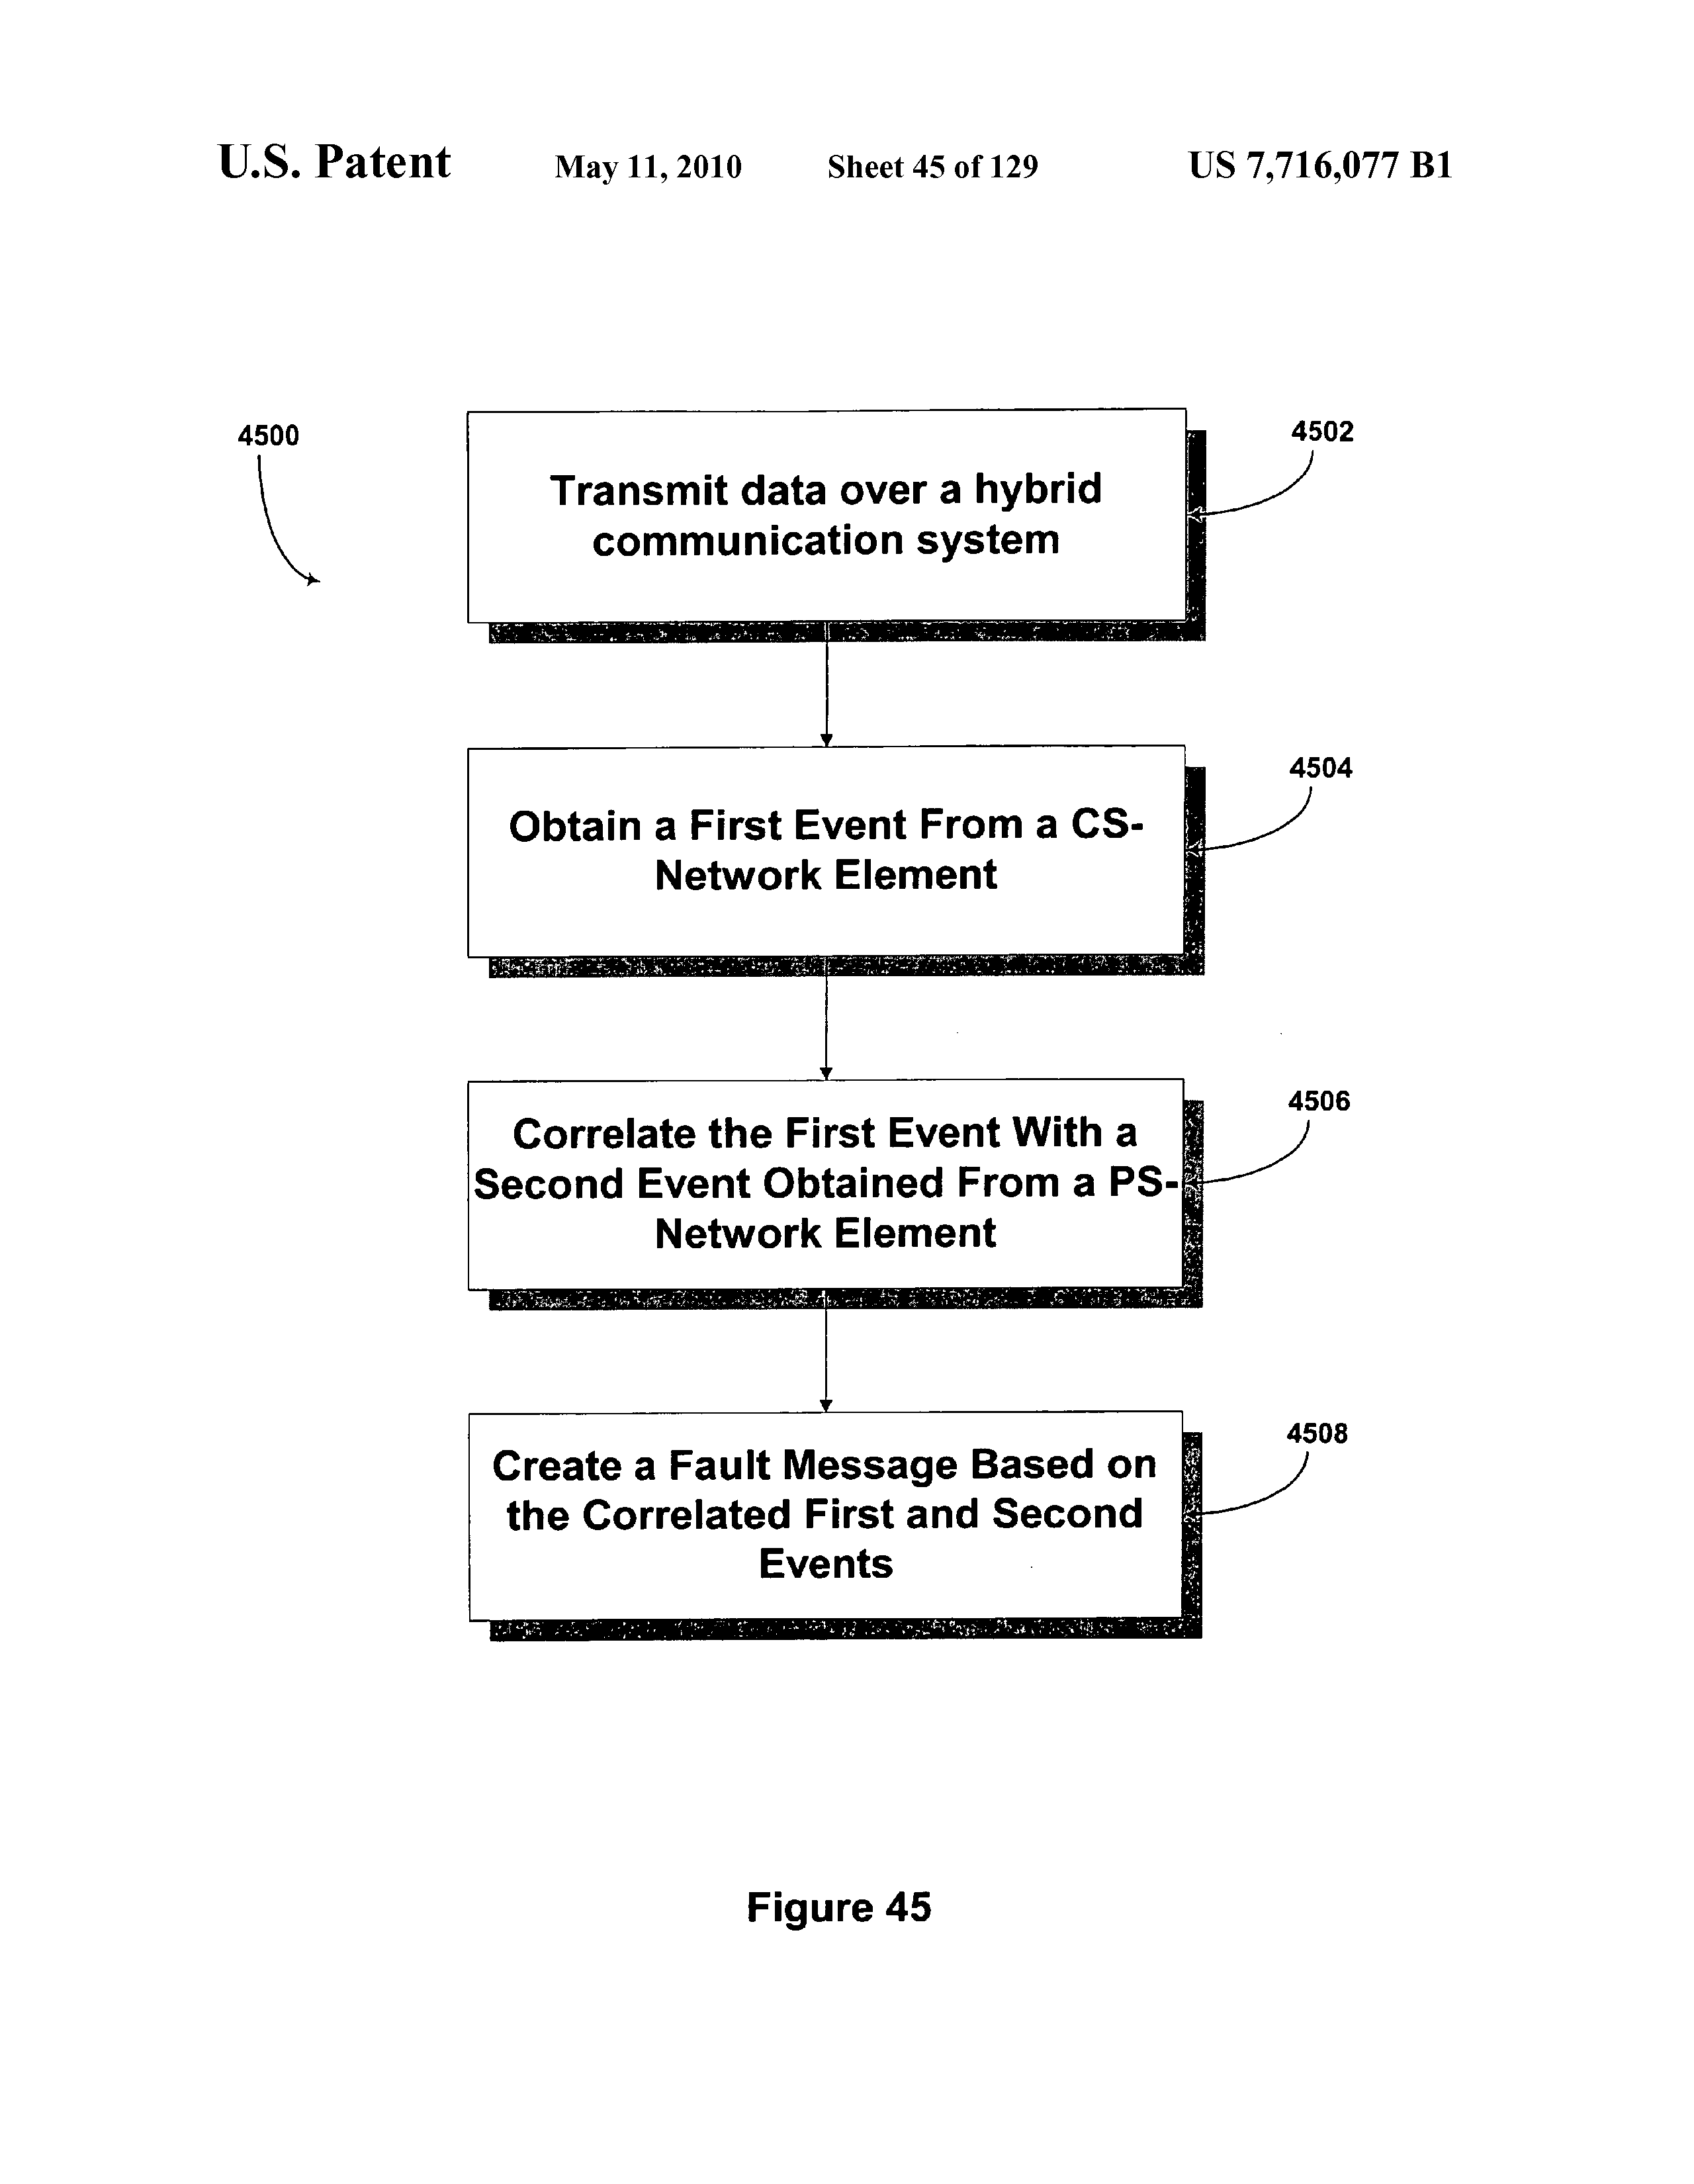 U.S. Patent May 11, 2010 Sheet 45 of 129 US 7,716,077 B1
4500
4502
Transmit data over a hybrid
communication system
4504
Obtain a First Event From a CS-
Network Element
4506
Correlate the First Event With a
Second Event Obtained From a PS-
Network Element
4508
Create a Fault Message Based on
the Correlated First and Second
Events
Figure 45